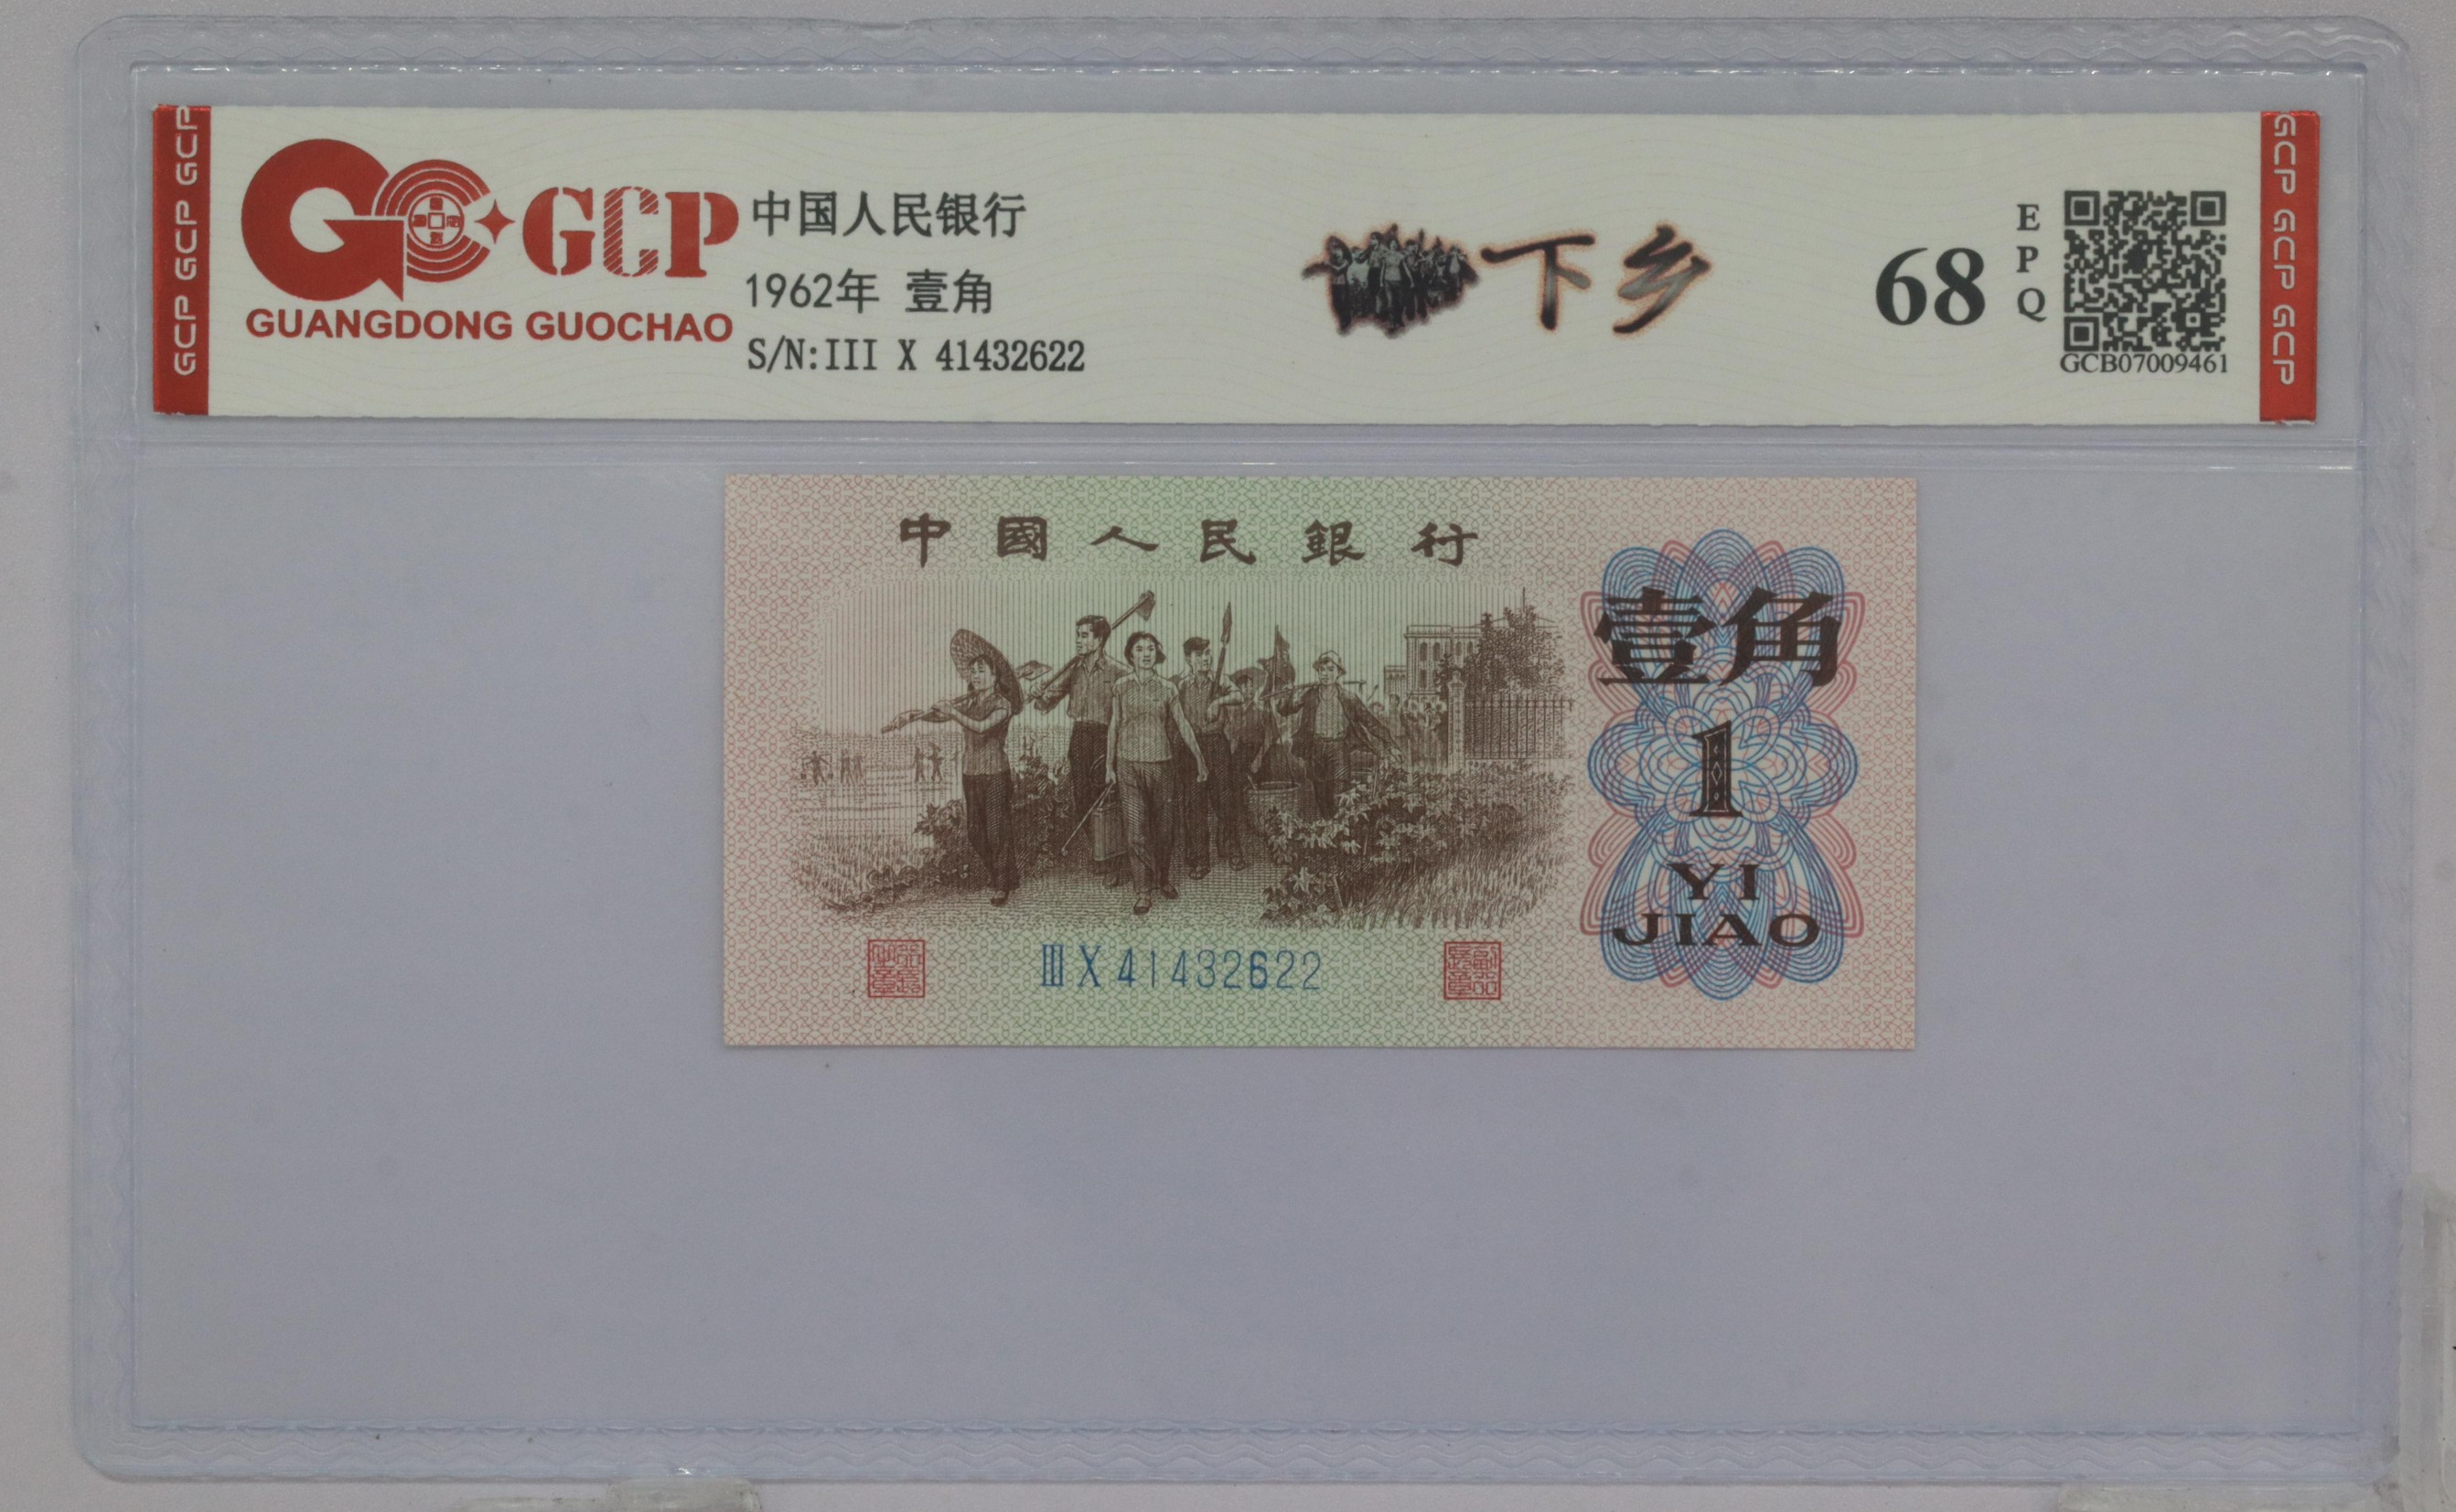 GCP GCP GCP
GCP
GUANGDONG GUOCHAO
中国人民银行
1962年 壹角
S/N:III X 41432622
下乡
68
EPQ
GCB07009461
GCP GCP GCP
中國人民銀行
壹角
1
YI
JIAO
III X 41432622